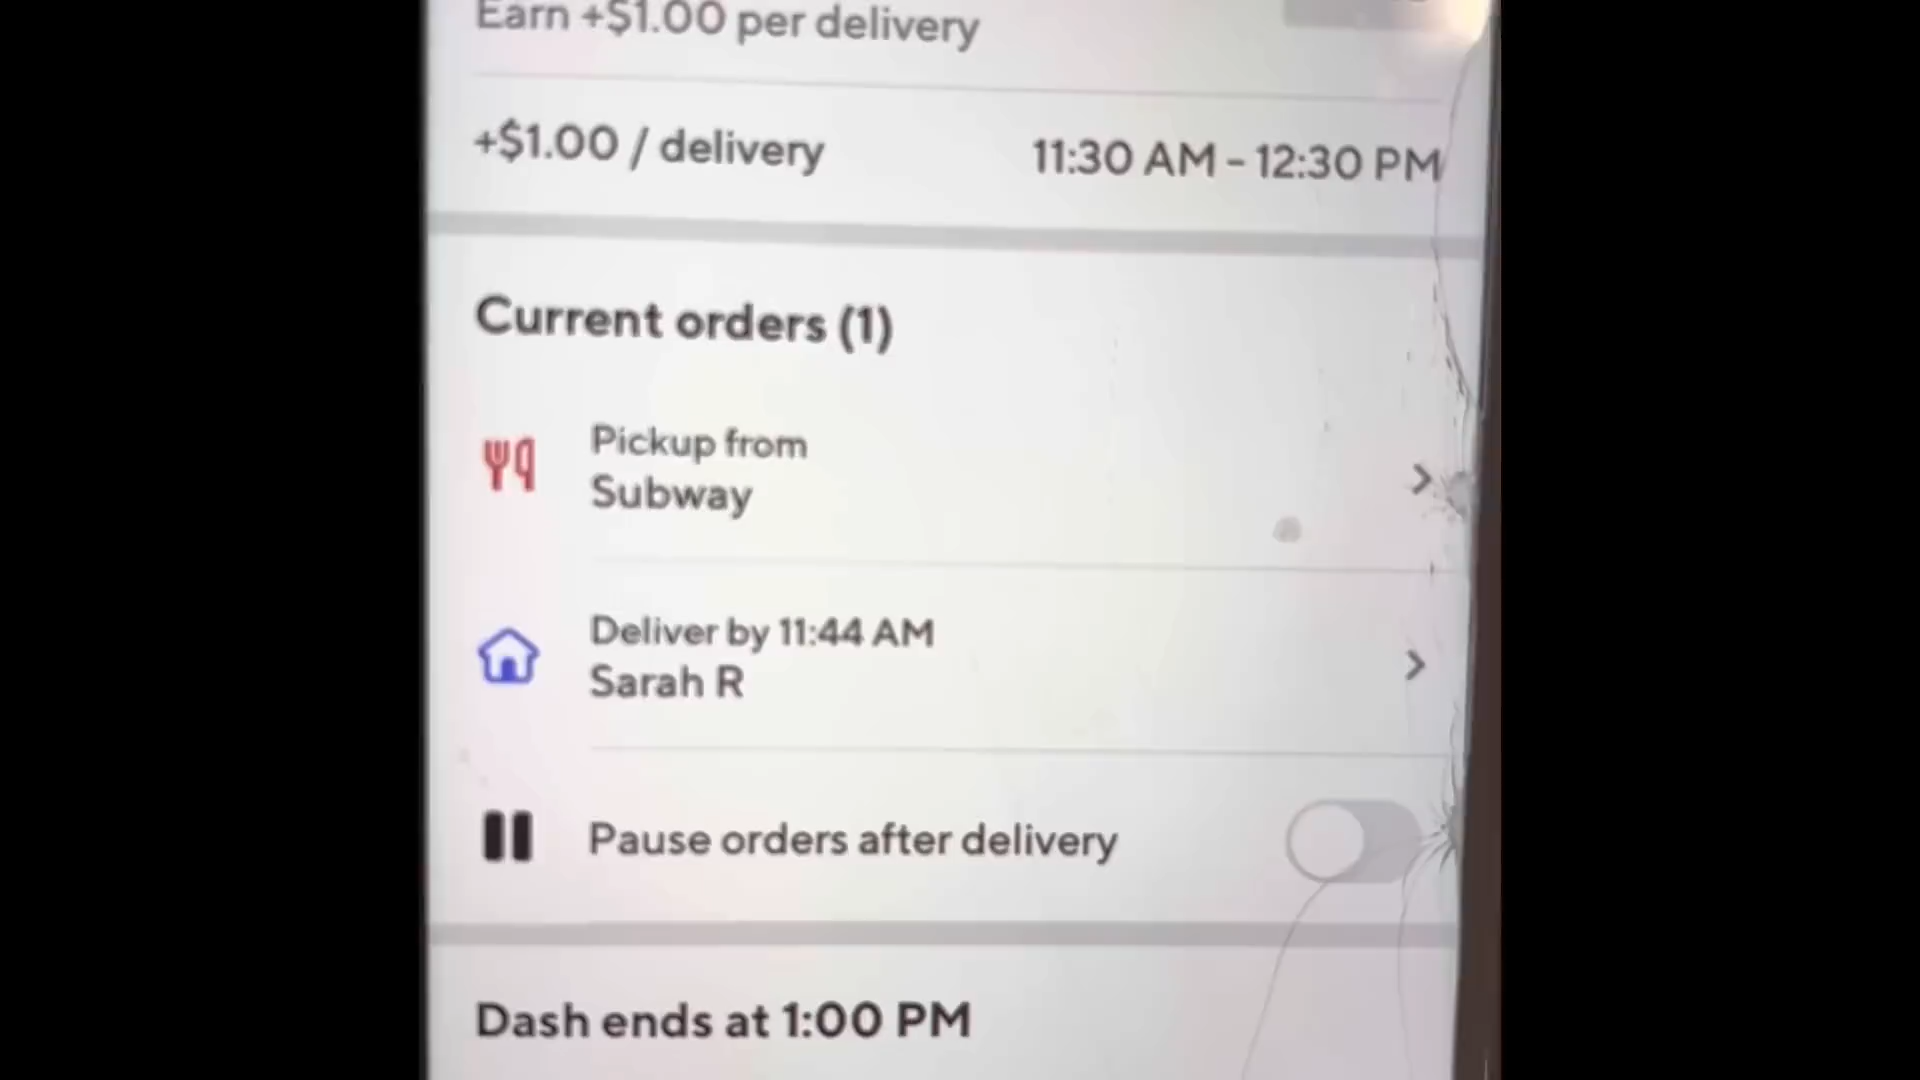 Earn +$1.00 per delivery
+$1.00 / delivery
11:30 AM - 12:30 PM
Current orders (1)
Pickup from
Subway
Deliver by 11:44 AM
Sarah R
Pause orders after delivery
Dash ends at 1:00 PM